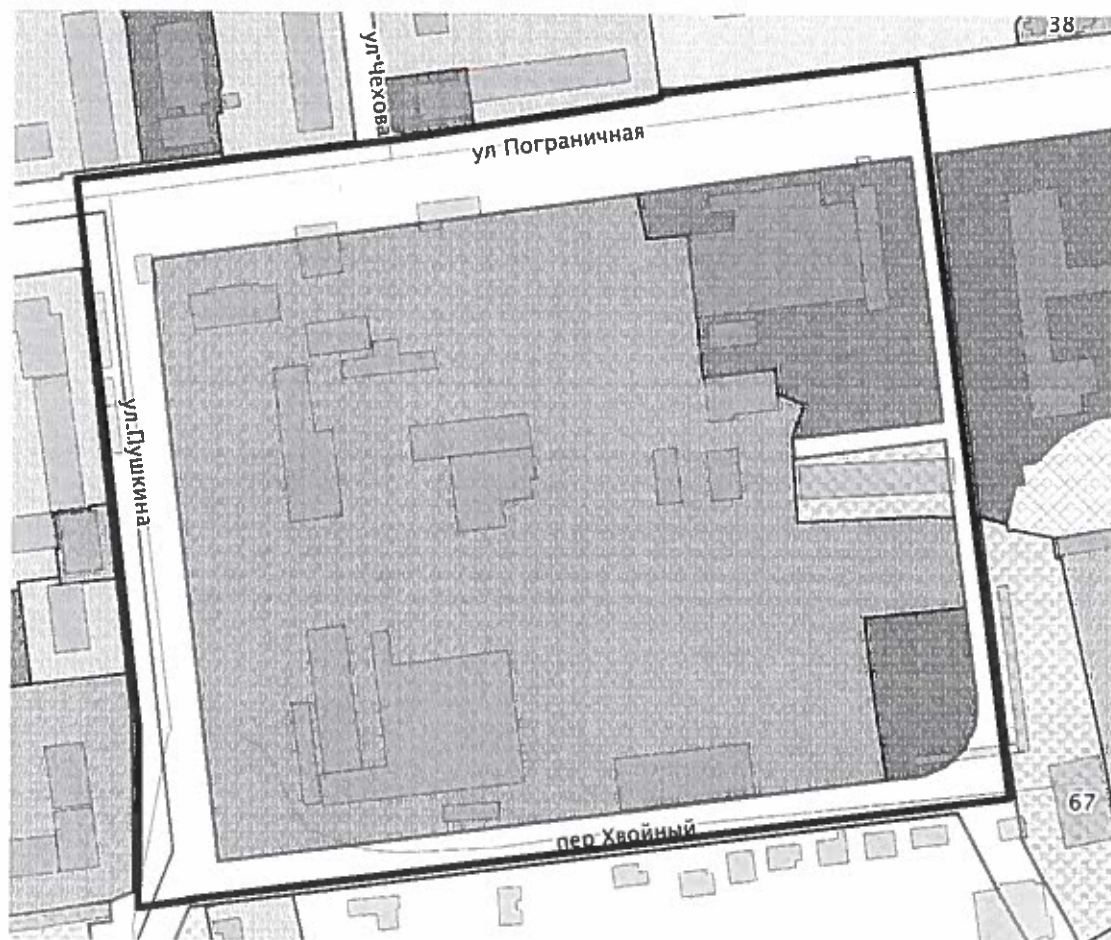 38
ул Чехова
ул Пограничная
ул Пушкина
67
пер Хвойный